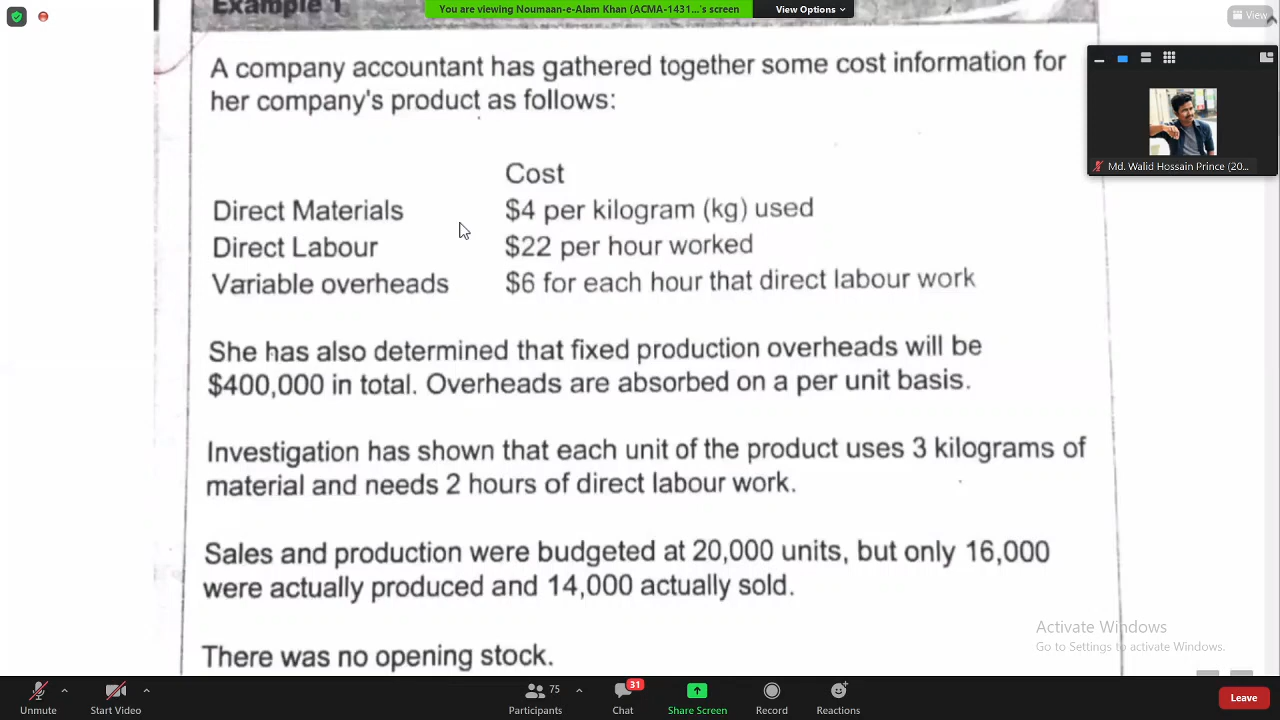 Example 1
You are viewing Noumaan-e-Alam Khan (ACMA-1431...'s screen
View Options
View
A company accountant has gathered together some cost information for
her company's product as follows:
Md. Walid Hossain Prince (20...
Cost
Direct Materials $4 per kilogram (kg) used
Direct Labour $22 per hour worked
Variable overheads $6 for each hour that direct labour work
She has also determined that fixed production overheads will be
$400,000 in total. Overheads are absorbed on a per unit basis.
Investigation has shown that each unit of the product uses 3 kilograms of
material and needs 2 hours of direct labour work.
Sales and production were budgeted at 20,000 units, but only 16,000
were actually produced and 14,000 actually sold.
There was no opening stock.
Activate Windows
Go to Settings to activate Windows.
Unmute
Start Video
75
Participants
31
Chat
Share Screen
Record
Reactions
Leave